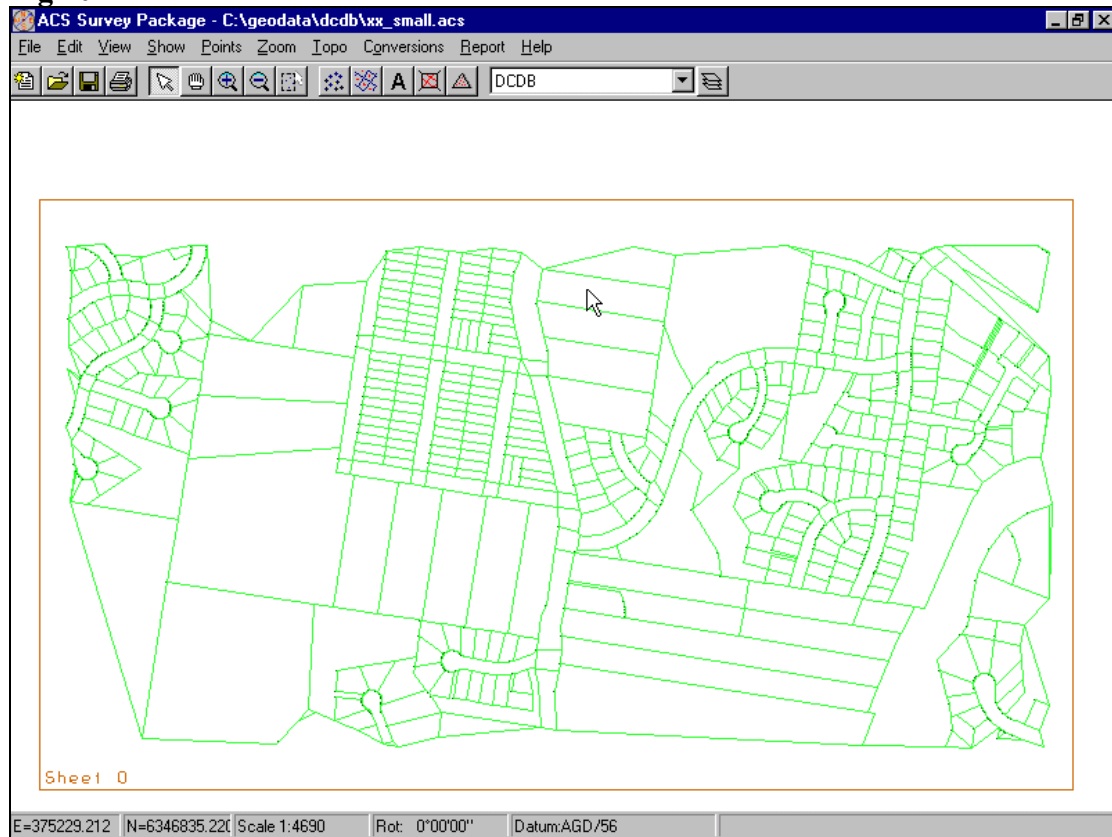 ACS Survey Package - C:\geodata\dcdb\xx_small.acs
File Edit View Show Points Zoom Topo Conversions Report Help
A DCDB
Sheet 0
E=375229.212 N=6346835.220 Scale 1:4690 Rot: 0°00'00" Datum:AGD/56